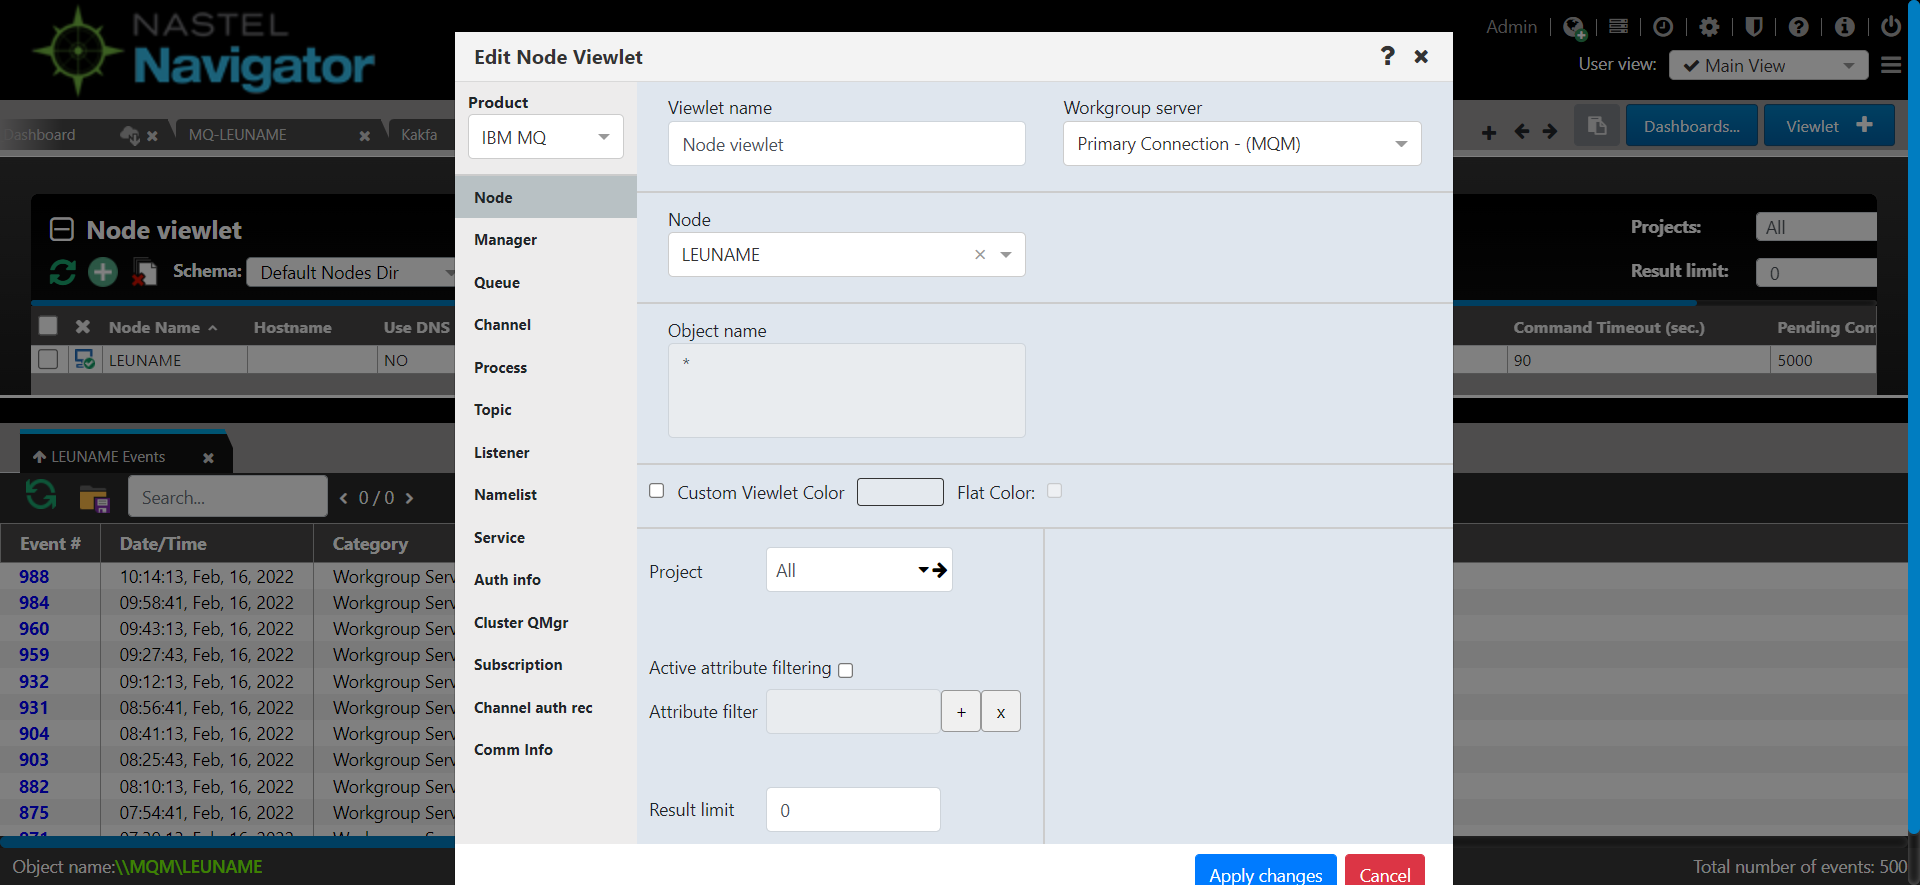 NASTEL
Navigator
Admin
User view:
Main View
Dashboard
MQ-LEUNAME
Kakfa
Dashboards...
Viewlet
Node viewlet
Schema:
Default Nodes Dir
Projects:
All
Result limit:
0
Node Name
Hostname
Use DNS
Command Timeout (sec.)
Pending Com
LEUNAME
NO
90
5000
LEUNAME Events
Search...
0 / 0
Event #
Date/Time
Category
988 10:14:13, Feb, 16, 2022 Workgroup Serv
984 09:58:41, Feb, 16, 2022 Workgroup Serv
960 09:43:13, Feb, 16, 2022 Workgroup Serv
959 09:27:43, Feb, 16, 2022 Workgroup Serv
932 09:12:13, Feb, 16, 2022 Workgroup Serv
931 08:56:41, Feb, 16, 2022 Workgroup Serv
904 08:41:13, Feb, 16, 2022 Workgroup Serv
903 08:25:43, Feb, 16, 2022 Workgroup Serv
882 08:10:13, Feb, 16, 2022 Workgroup Serv
875 07:54:41, Feb, 16, 2022 Workgroup Serv
Object name:\\MQM\LEUNAME
Total number of events: 500
Edit Node Viewlet
Product
IBM MQ
Node
Manager
Queue
Channel
Process
Topic
Listener
Namelist
Service
Auth info
Cluster QMgr
Subscription
Channel auth rec
Comm Info
Viewlet name
Node viewlet
Workgroup server
Primary Connection - (MQM)
Node
LEUNAME
Object name
*
Custom Viewlet Color
Flat Color:
Project
All
Active attribute filtering
Attribute filter
+
x
Result limit
0
Apply changes
Cancel